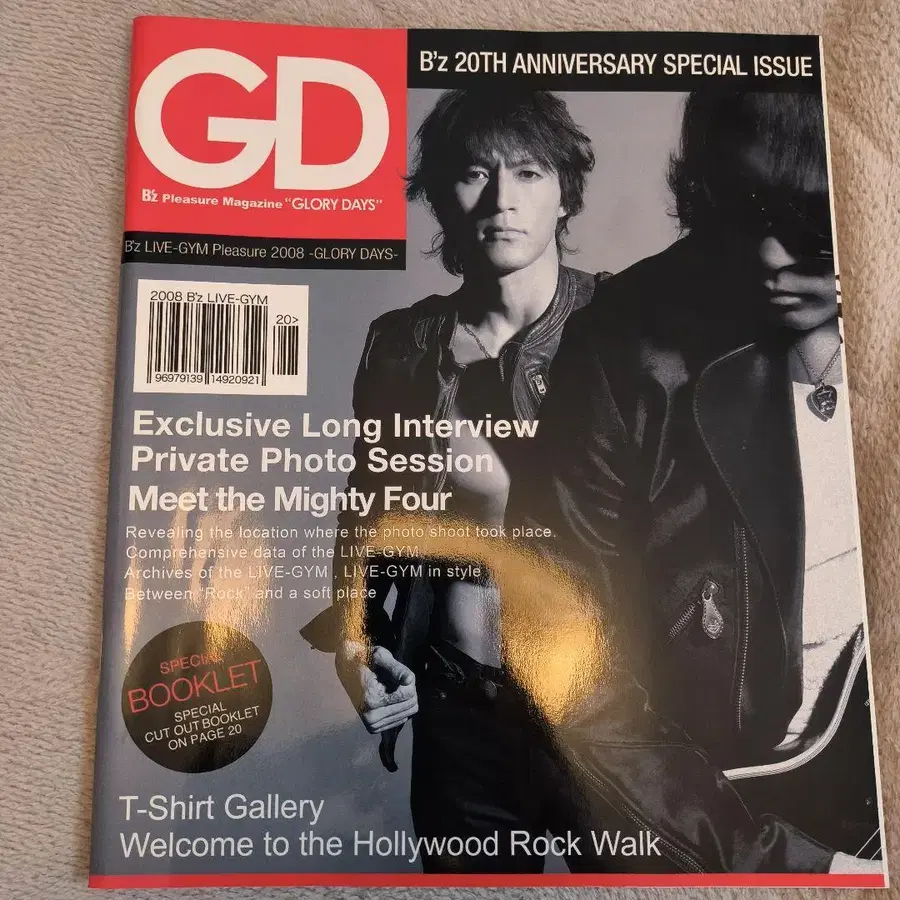 GD
B'z Pleasure Magazine "GLORY DAYS"
B'z LIVE-GYM Pleasure 2008 -GLORY DAYS-
B'z 20TH ANNIVERSARY SPECIAL ISSUE
2008 B'z LIVE-GYM
20>
96979139 14920921
Exclusive Long Interview
Private Photo Session
Meet the Mighty Four
Revealing the location where the photo shoot took place.
Comprehensive data of the LIVE-GYM
Archives of the LIVE-GYM , LIVE-GYM in style
Between "Rock" and a soft place
SPECIAL
BOOKLET
SPECIAL
CUT OUT BOOKLET
ON PAGE 20
T-Shirt Gallery
Welcome to the Hollywood Rock Walk